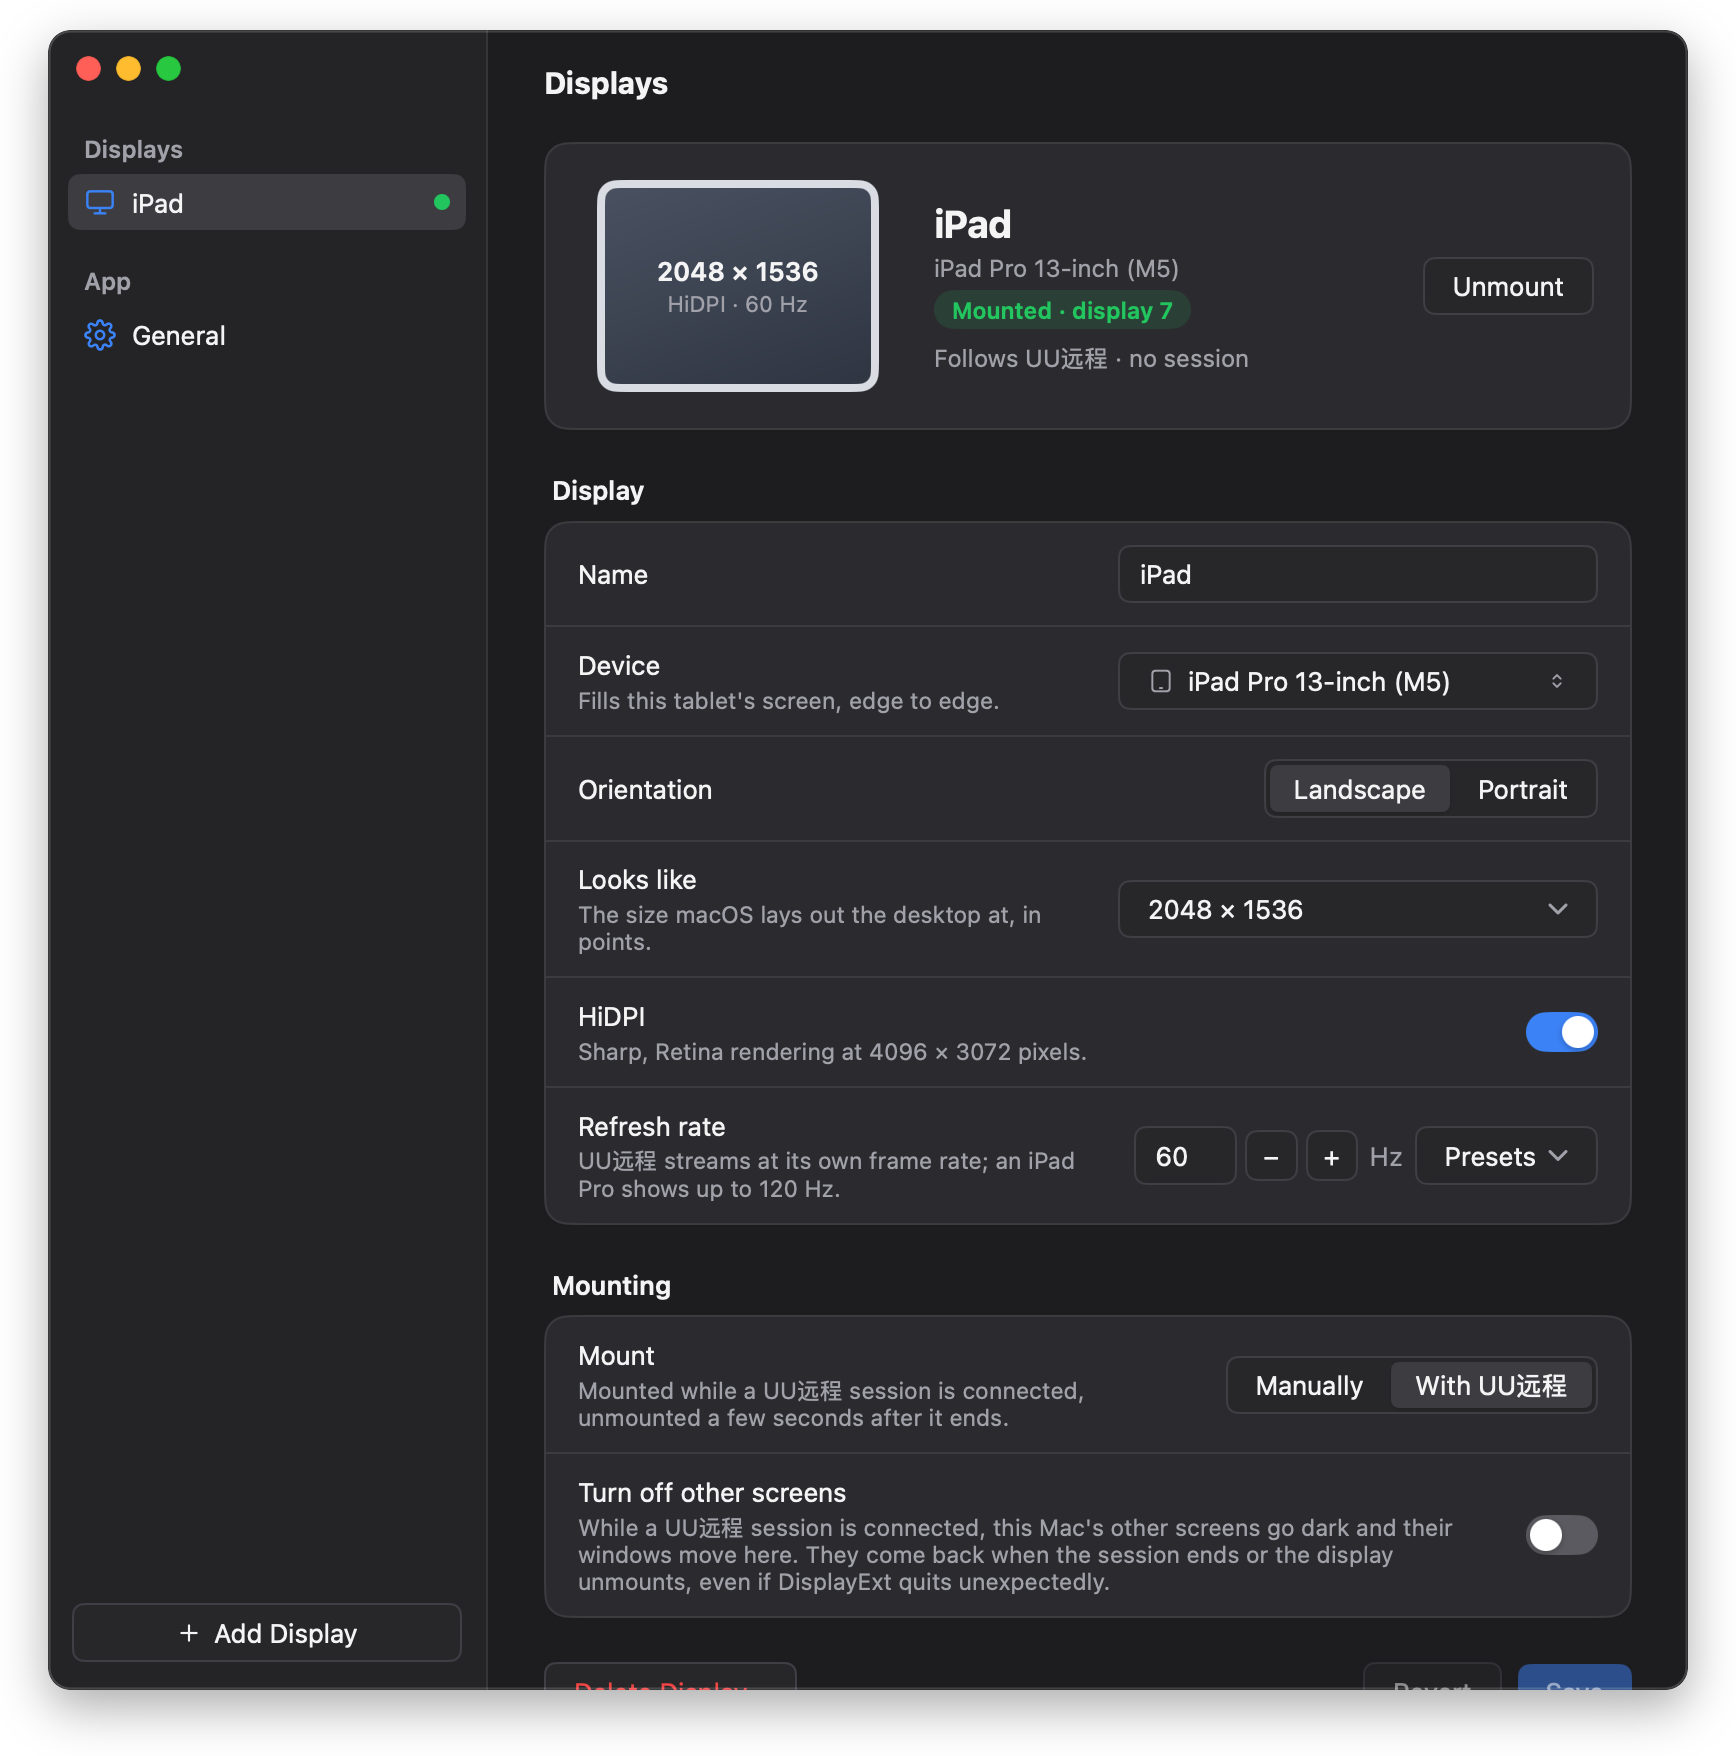 Displays
iPad
App
General
Add Display
Displays
2048 × 1536
HiDPI · 60 Hz
iPad
iPad Pro 13-inch (M5)
Mounted · display 7
Follows UU远程 · no session
Unmount
Display
Name
iPad
Device
Fills this tablet's screen, edge to edge.
iPad Pro 13-inch (M5)
Orientation
Landscape
Portrait
Looks like
The size macOS lays out the desktop at, in
points.
2048 × 1536
HiDPI
Sharp, Retina rendering at 4096 × 3072 pixels.
Refresh rate
UU远程 streams at its own frame rate; an iPad
Pro shows up to 120 Hz.
60
−
+
Hz
Presets
Mounting
Mount
Mounted while a UU远程 session is connected,
unmounted a few seconds after it ends.
Manually
With UU远程
Turn off other screens
While a UU远程 session is connected, this Mac's other screens go dark and their
windows move here. They come back when the session ends or the display
unmounts, even if DisplayExt quits unexpectedly.
Delete Display
Revert
Save